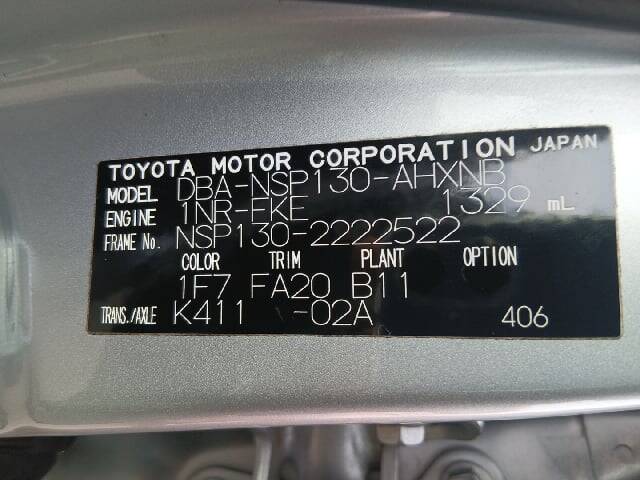 TOYOTA MOTOR CORPORATION JAPAN
MODEL DBA-NSP130-AHXNB
ENGINE 1NR-FKE 1329 mL
FRAME No. NSP130-2222522
COLOR TRIM PLANT OPTION
1F7 FA20 B11
TRANS./AXLE K411 -02A 406